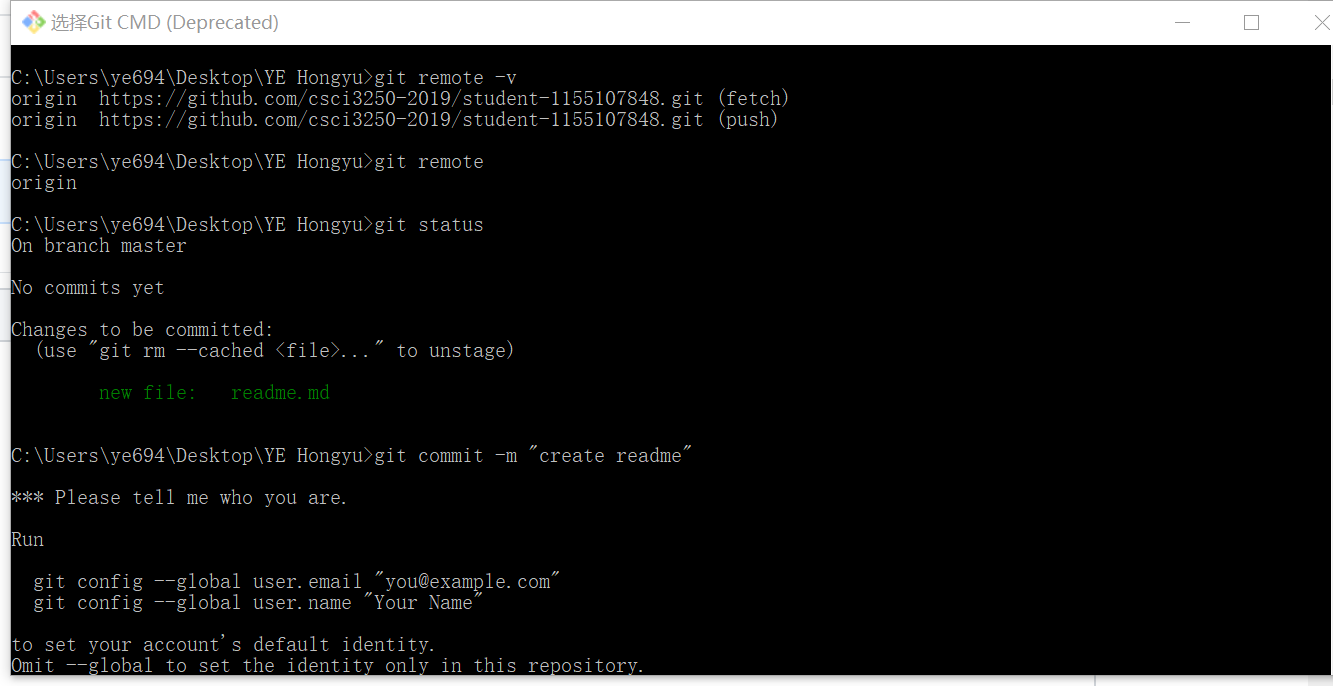 选择Git CMD (Deprecated)
C:\Users\ye694\Desktop\YE Hongyu>git remote -v
origin  https://github.com/csci3250-2019/student-1155107848.git (fetch)
origin  https://github.com/csci3250-2019/student-1155107848.git (push)
C:\Users\ye694\Desktop\YE Hongyu>git remote
origin
C:\Users\ye694\Desktop\YE Hongyu>git status
On branch master
No commits yet
Changes to be committed:
  (use "git rm --cached <file>..." to unstage)
        new file:   readme.md
C:\Users\ye694\Desktop\YE Hongyu>git commit -m "create readme"
*** Please tell me who you are.
Run
  git config --global user.email "you@example.com"
  git config --global user.name "Your Name"
to set your account's default identity.
Omit --global to set the identity only in this repository.